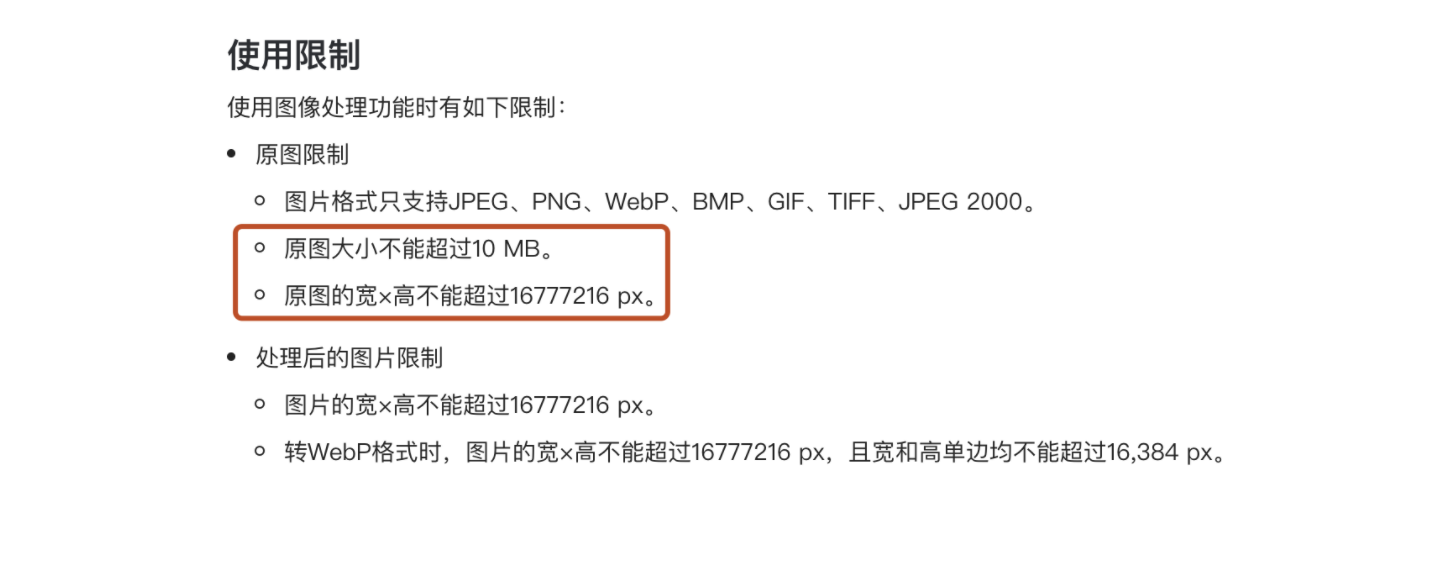 使用限制
使用图像处理功能时有如下限制：
原图限制
图片格式只支持JPEG、PNG、WebP、BMP、GIF、TIFF、JPEG 2000。
原图大小不能超过10 MB。
原图的宽×高不能超过16777216 px。
处理后的图片限制
图片的宽×高不能超过16777216 px。
转WebP格式时，图片的宽×高不能超过16777216 px，且宽和高单边均不能超过16,384 px。